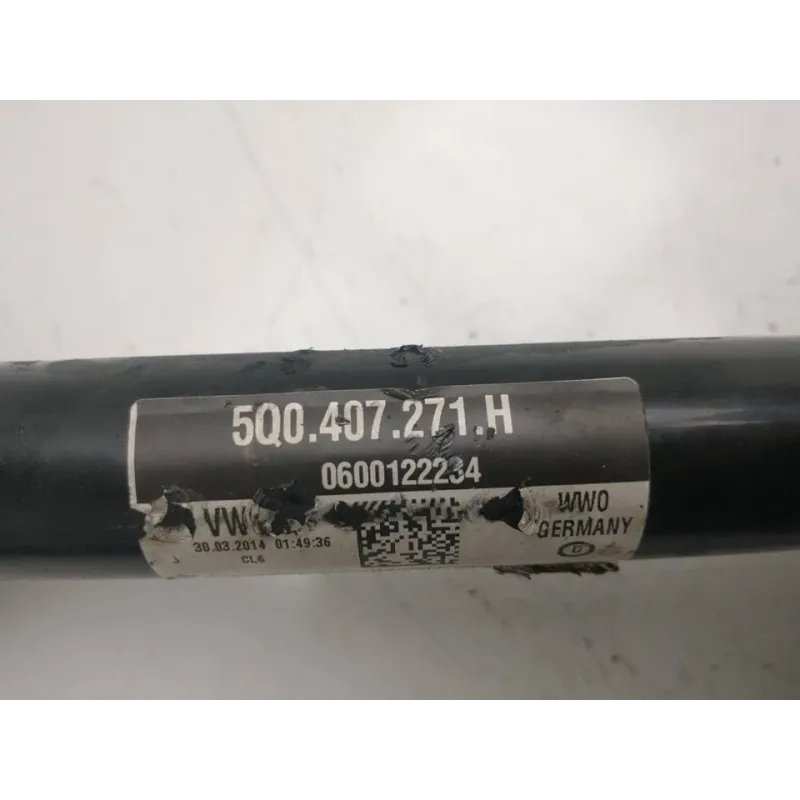 5Q0.407.271.H
0600122234
VW
WWO
GERMANY
30.03.2014 01:49:36
G
CL6